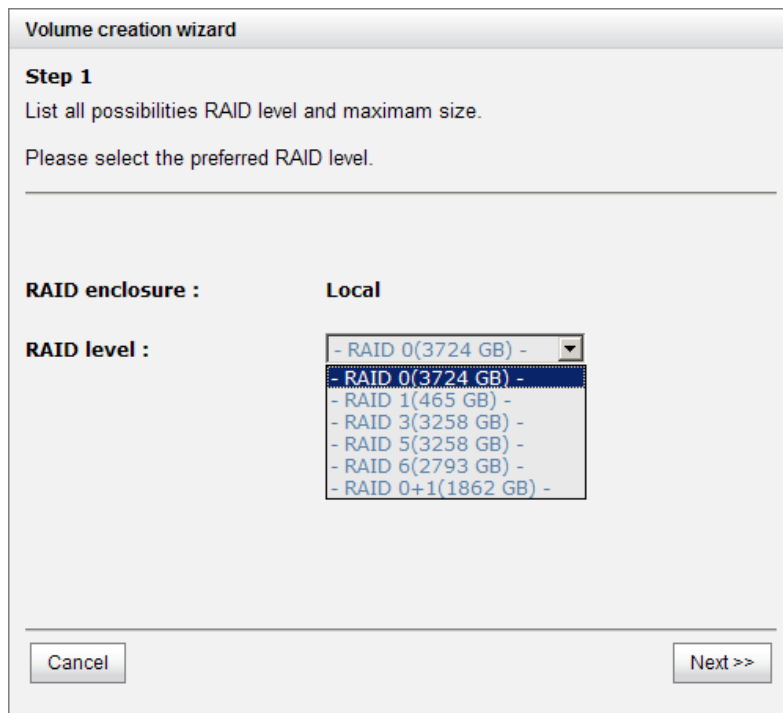 Volume creation wizard
Step 1
List all possibilities RAID level and maximam size.
Please select the preferred RAID level.
RAID enclosure : Local
RAID level : - RAID 0(3724 GB) -
- RAID 0(3724 GB) -
- RAID 1(465 GB) -
- RAID 3(3258 GB) -
- RAID 5(3258 GB) -
- RAID 6(2793 GB) -
- RAID 0+1(1862 GB) -
Cancel Next >>